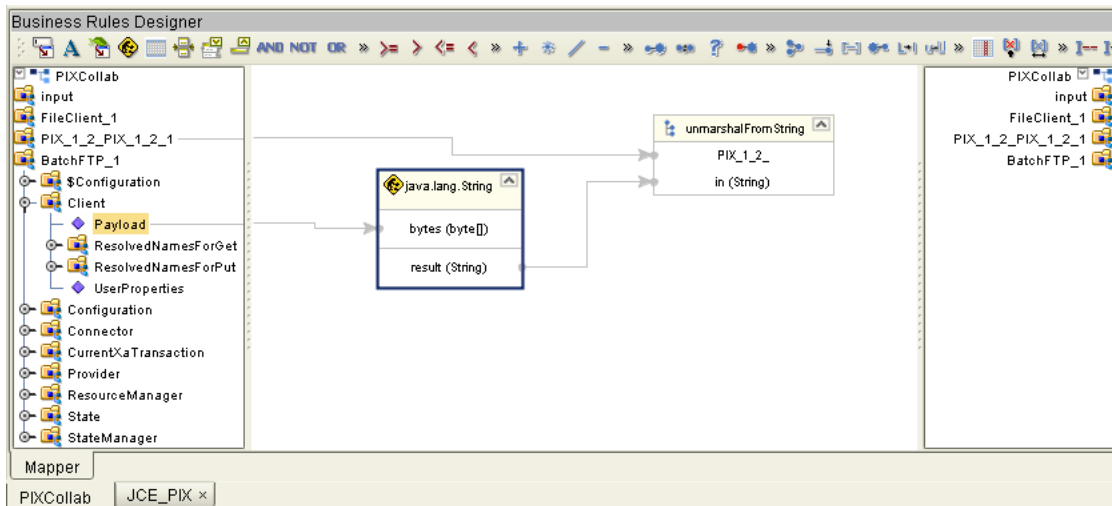 Business Rules Designer
A AND NOT OR » >= > <= < » + * / - » ? » » I--
PIXCollab
input
FileClient_1
PIX_1_2_PIX_1_2_1
BatchFTP_1
$Configuration
Client
Payload
ResolvedNamesForGet
ResolvedNamesForPut
UserProperties
Configuration
Connector
CurrentXaTransaction
Provider
ResourceManager
State
StateManager
java.lang.String
bytes (byte[])
result (String)
unmarshalFromString
PIX_1_2_
in (String)
PIXCollab
input
FileClient_1
PIX_1_2_PIX_1_2_1
BatchFTP_1
Mapper
PIXCollab
JCE_PIX ×